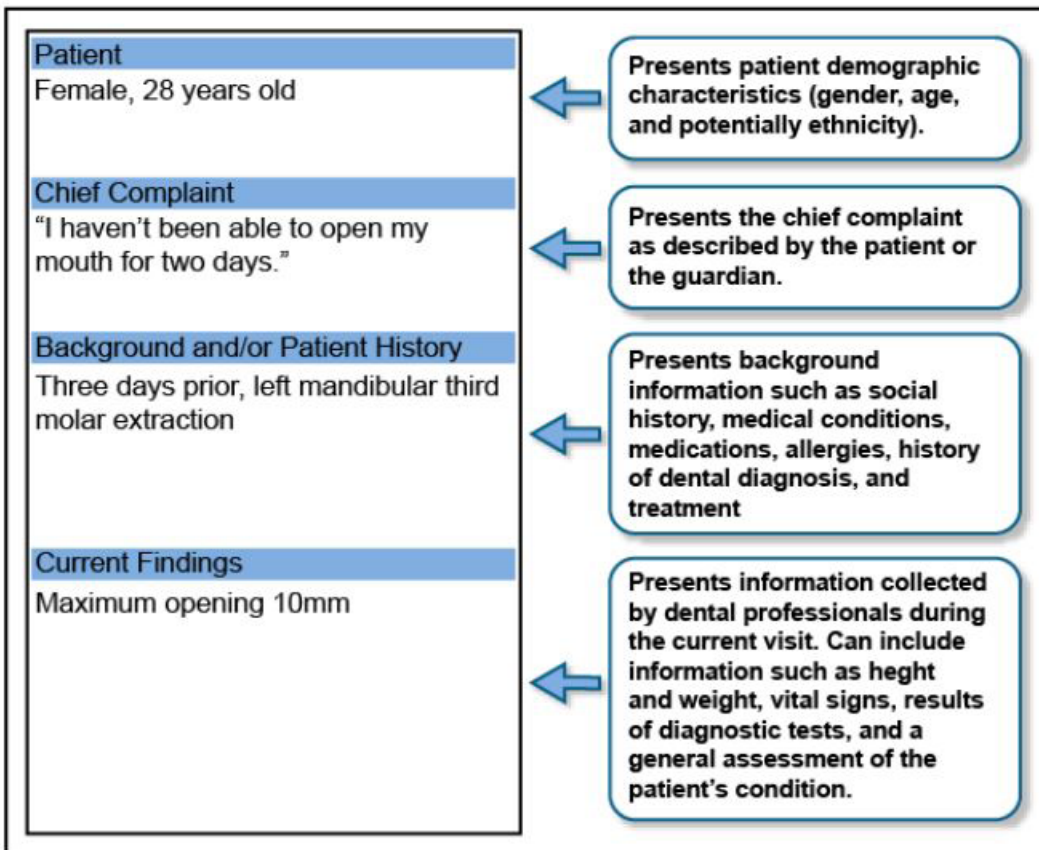 Patient
Female, 28 years old
Presents patient demographic
characteristics (gender, age,
and potentially ethnicity).
Chief Complaint
“I haven’t been able to open my
mouth for two days.”
Presents the chief complaint
as described by the patient or
the guardian.
Background and/or Patient History
Three days prior, left mandibular third
molar extraction
Presents background
information such as social
history, medical conditions,
medications, allergies, history
of dental diagnosis, and
treatment
Current Findings
Maximum opening 10mm
Presents information collected
by dental professionals during
the current visit. Can include
information such as heght
and weight, vital signs, results
of diagnostic tests, and a
general assessment of the
patient’s condition.